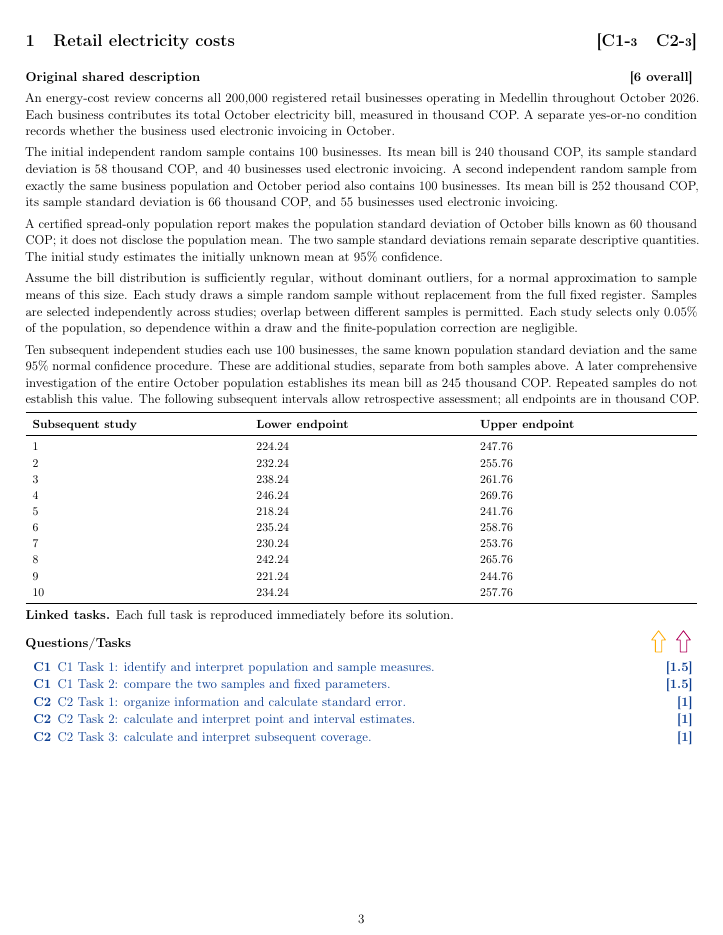 1 Retail electricity costs [C1-3 C2-3]
Original shared description [6 overall]
An energy-cost review concerns all 200,000 registered retail businesses operating in Medellin throughout October 2026.
Each business contributes its total October electricity bill, measured in thousand COP. A separate yes-or-no condition
records whether the business used electronic invoicing in October.
The initial independent random sample contains 100 businesses. Its mean bill is 240 thousand COP, its sample standard
deviation is 58 thousand COP, and 40 businesses used electronic invoicing. A second independent random sample from
exactly the same business population and October period also contains 100 businesses. Its mean bill is 252 thousand COP,
its sample standard deviation is 66 thousand COP, and 55 businesses used electronic invoicing.
A certified spread-only population report makes the population standard deviation of October bills known as 60 thousand
COP; it does not disclose the population mean. The two sample standard deviations remain separate descriptive quantities.
The initial study estimates the initially unknown mean at 95% confidence.
Assume the bill distribution is sufficiently regular, without dominant outliers, for a normal approximation to sample
means of this size. Each study draws a simple random sample without replacement from the full fixed register. Samples
are selected independently across studies; overlap between different samples is permitted. Each study selects only 0.05%
of the population, so dependence within a draw and the finite-population correction are negligible.
Ten subsequent independent studies each use 100 businesses, the same known population standard deviation and the same
95% normal confidence procedure. These are additional studies, separate from both samples above. A later comprehensive
investigation of the entire October population establishes its mean bill as 245 thousand COP. Repeated samples do not
establish this value. The following subsequent intervals allow retrospective assessment; all endpoints are in thousand COP.
Subsequent study Lower endpoint Upper endpoint
1 224.24 247.76
2 232.24 255.76
3 238.24 261.76
4 246.24 269.76
5 218.24 241.76
6 235.24 258.76
7 230.24 253.76
8 242.24 265.76
9 221.24 244.76
10 234.24 257.76
Linked tasks. Each full task is reproduced immediately before its solution.
Questions/Tasks
C1 C1 Task 1: identify and interpret population and sample measures. [1.5]
C1 C1 Task 2: compare the two samples and fixed parameters. [1.5]
C2 C2 Task 1: organize information and calculate standard error. [1]
C2 C2 Task 2: calculate and interpret point and interval estimates. [1]
C2 C2 Task 3: calculate and interpret subsequent coverage. [1]
3